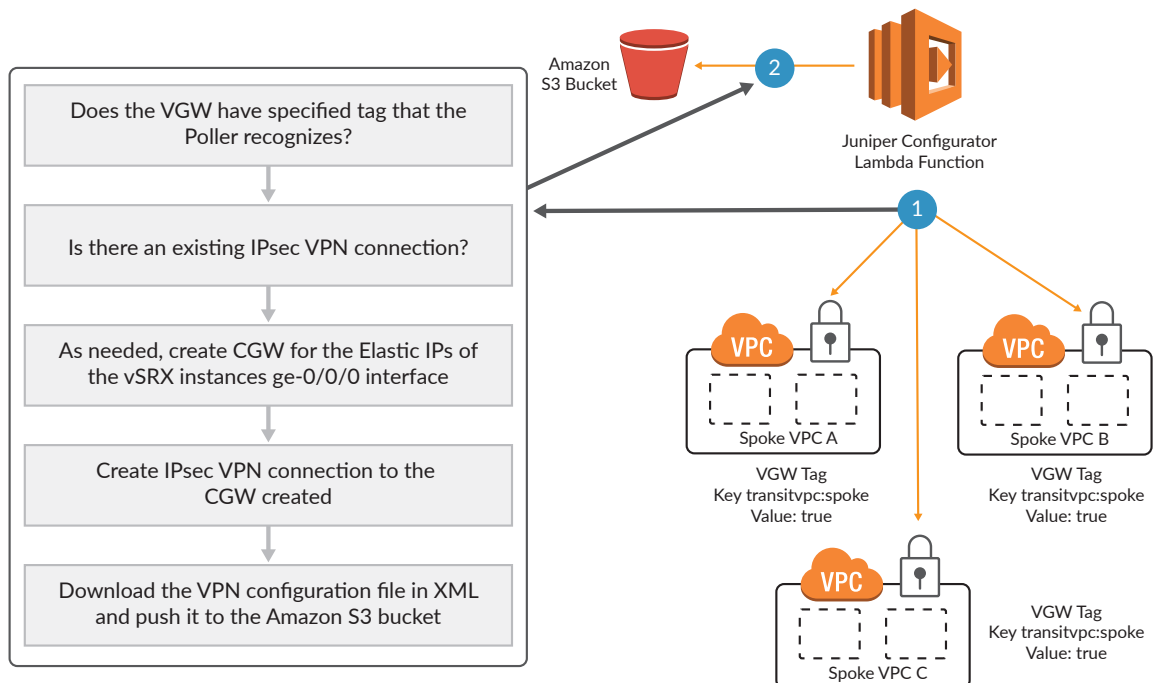 Does the VGW have specified tag that the
Poller recognizes?
Is there an existing IPsec VPN connection?
As needed, create CGW for the Elastic IPs of
the vSRX instances ge-0/0/0 interface
Create IPsec VPN connection to the
CGW created
Download the VPN configuration file in XML
and push it to the Amazon S3 bucket
Amazon
S3 Bucket
2
Juniper Configurator
Lambda Function
1
VPC
Spoke VPC A
VGW Tag
Key transitvpc:spoke
Value: true
VPC
Spoke VPC B
VGW Tag
Key transitvpc:spoke
Value: true
VPC
Spoke VPC C
VGW Tag
Key transitvpc:spoke
Value: true